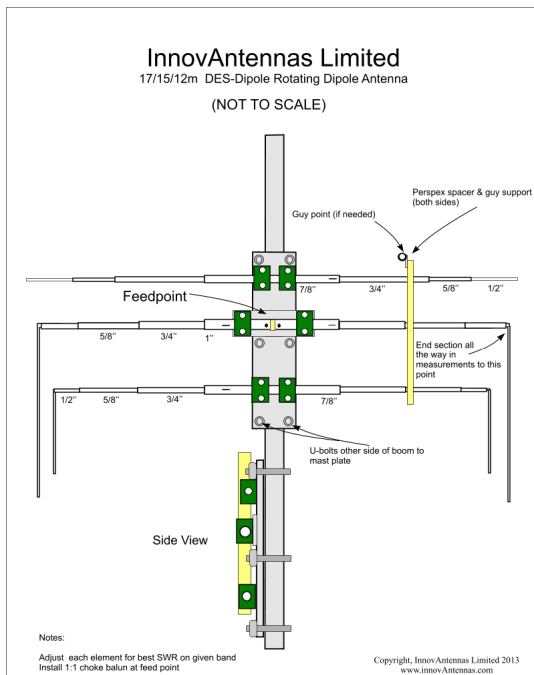 InnovAntennas Limited
17/15/12m DES-Dipole Rotating Dipole Antenna
(NOT TO SCALE)
Perspex spacer & guy support
(both sides)
Guy point (if needed)
7/8"
3/4"
5/8"
1/2"
Feedpoint
5/8"
3/4"
1"
End section all
the way in
measurements to this
point
1/2"
5/8"
3/4"
7/8"
U-bolts other side of boom to
mast plate
Side View
Notes:
Adjust each element for best SWR on given band
Install 1:1 choke balun at feed point
Copyright, InnovAntennas Limited 2013
www.innovAntennas.com